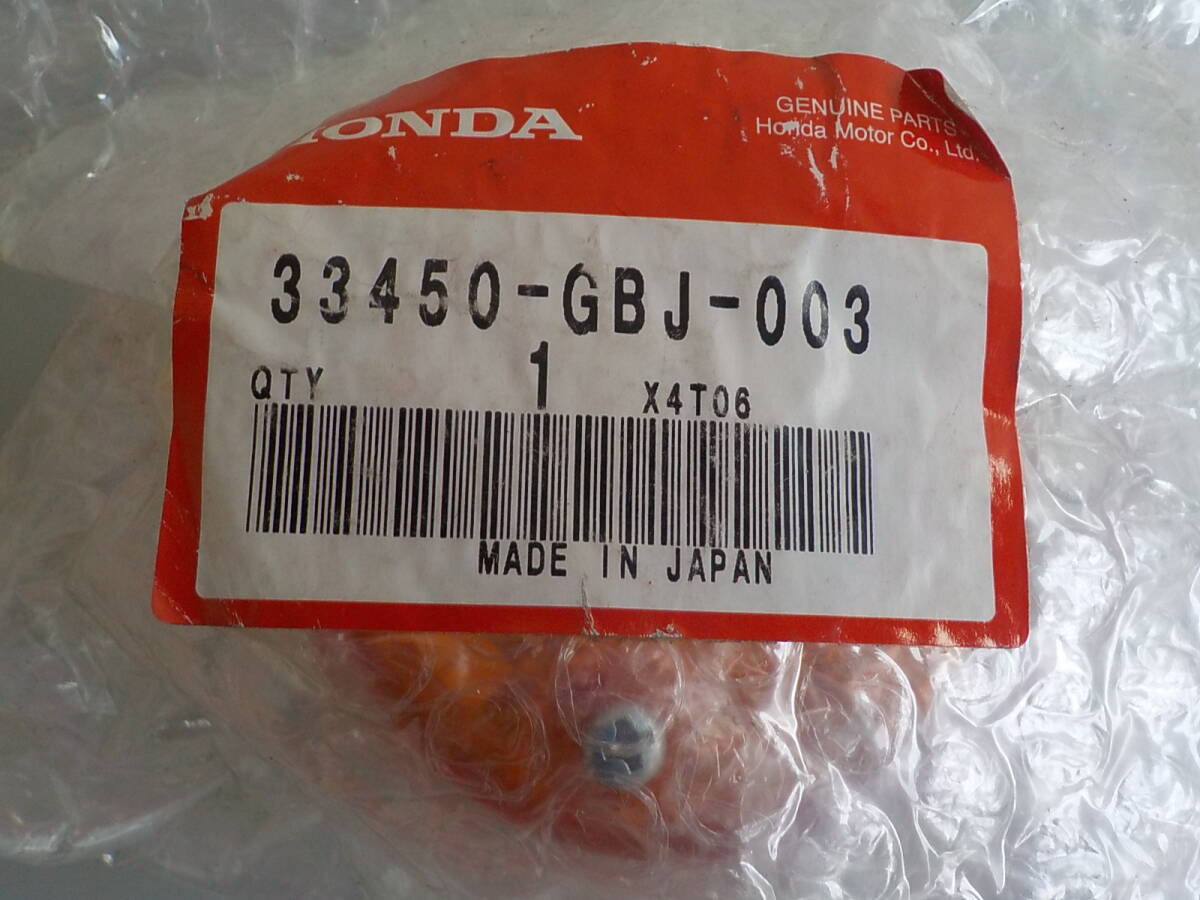 HONDA
GENUINE PARTS
Honda Motor Co., Ltd.
33450-GBJ-003
QTY 1 X4T06
MADE IN JAPAN